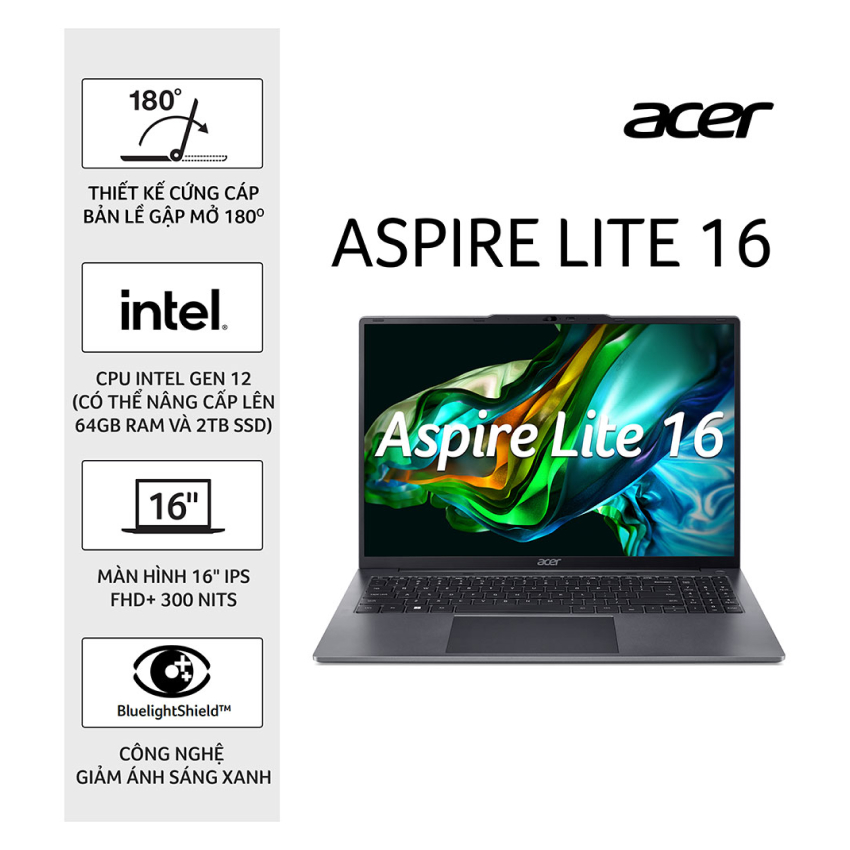 180°
THIẾT KẾ CỨNG CÁP
BẢN LỀ GẬP MỞ 180º
intel.
CPU INTEL GEN 12
(CÓ THỂ NÂNG CẤP LÊN
64GB RAM VÀ 2TB SSD)
16"
MÀN HÌNH 16" IPS
FHD+ 300 NITS
BluelightShield™
CÔNG NGHỆ
GIẢM ÁNH SÁNG XANH
acer
ASPIRE LITE 16
Aspire Lite 16
acer